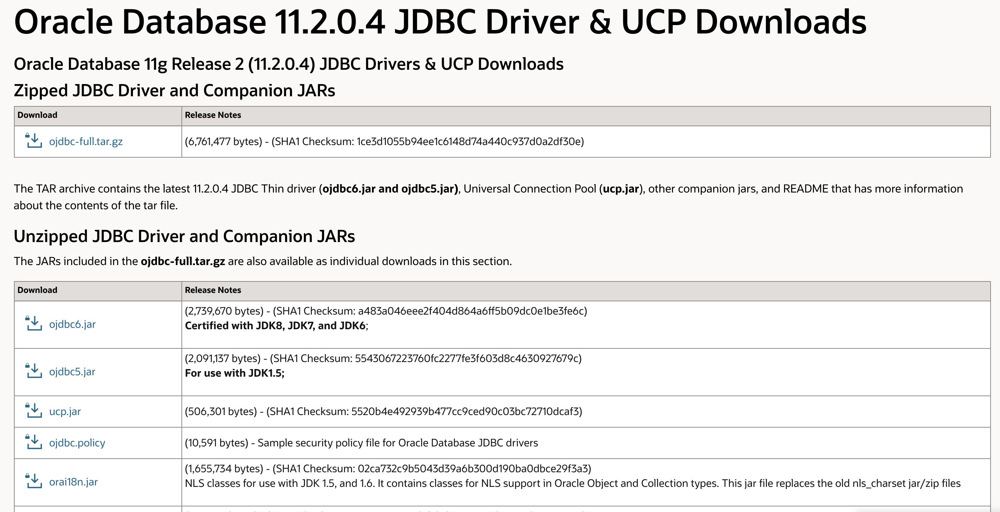 Oracle Database 11.2.0.4 JDBC Driver & UCP Downloads
Oracle Database 11g Release 2 (11.2.0.4) JDBC Drivers & UCP Downloads
Zipped JDBC Driver and Companion JARs
Download Release Notes
ojdbc-full.tar.gz (6,761,477 bytes) - (SHA1 Checksum: 1ce3d1055b94ee1c6148d74a440c937d0a2df30e)
The TAR archive contains the latest 11.2.0.4 JDBC Thin driver (ojdbc6.jar and ojdbc5.jar), Universal Connection Pool (ucp.jar), other companion jars, and README that has more information
about the contents of the tar file.
Unzipped JDBC Driver and Companion JARs
The JARs included in the ojdbc-full.tar.gz are also available as individual downloads in this section.
Download Release Notes
ojdbc6.jar (2,739,670 bytes) - (SHA1 Checksum: a483a046eee2f404d864a6ff5b09dc0e1be3fe6c)
Certified with JDK8, JDK7, and JDK6;
ojdbc5.jar (2,091,137 bytes) - (SHA1 Checksum: 5543067223760fc2277fe3f603d8c4630927679c)
For use with JDK1.5;
ucp.jar (506,301 bytes) - (SHA1 Checksum: 5520b4e492939b477cc9ced90c03bc72710dcaf3)
ojdbc.policy (10,591 bytes) - Sample security policy file for Oracle Database JDBC drivers
orai18n.jar (1,655,734 bytes) - (SHA1 Checksum: 02ca732c9b5043d39a6b300d190ba0dbce29f3a3)
NLS classes for use with JDK 1.5, and 1.6. It contains classes for NLS support in Oracle Object and Collection types. This jar file replaces the old nls_charset jar/zip files